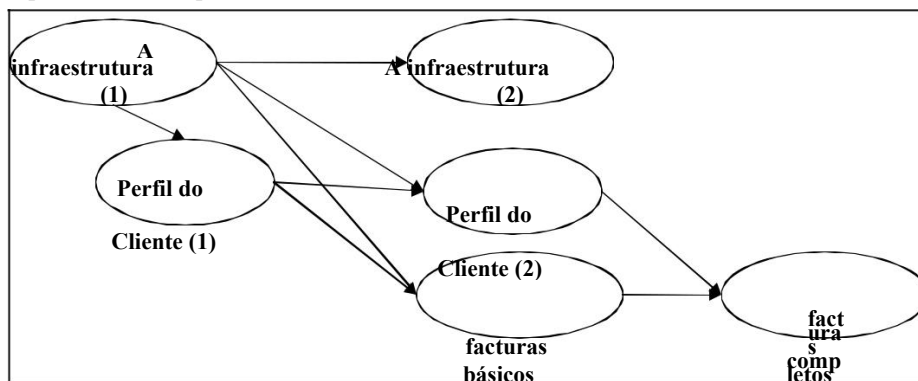 A
infraestrutura
(1)
A infraestrutura
(2)
Perfil do
Cliente (1)
Perfil do
Cliente (2)
facturas
básicos
fact
ura
s
comp
letos